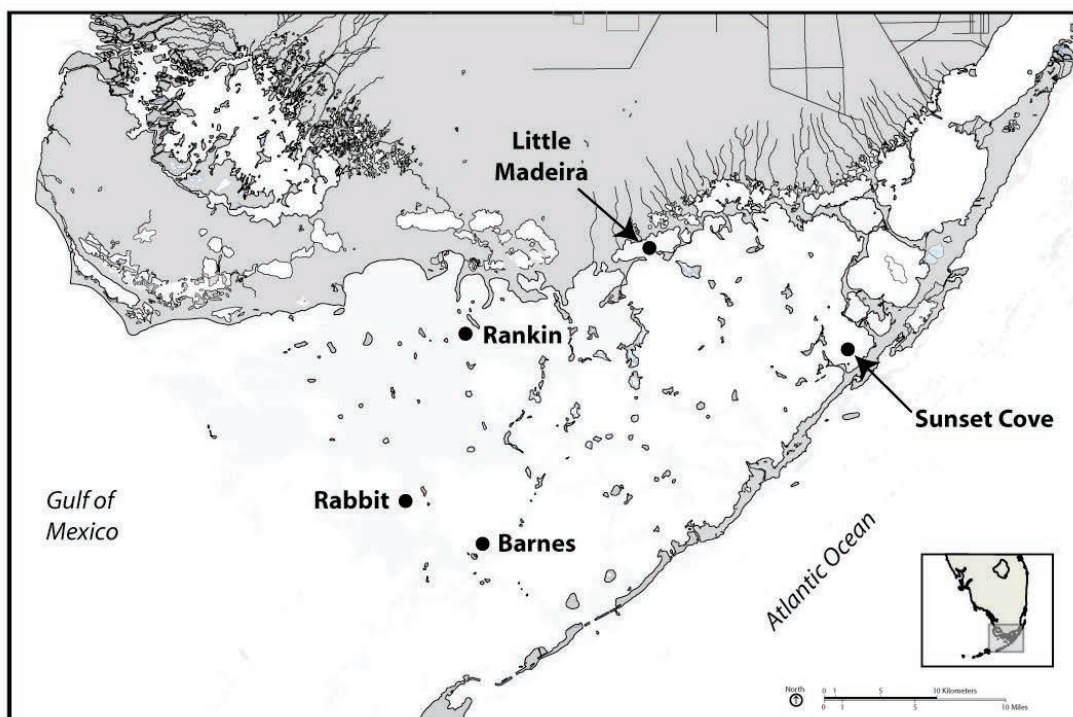 Little
Madeira
Rankin
Sunset Cove
Rabbit
Gulf of
Mexico
Barnes
Atlantic Ocean
North
0 1 5 10 Kilometers
0 1 5 10 Miles